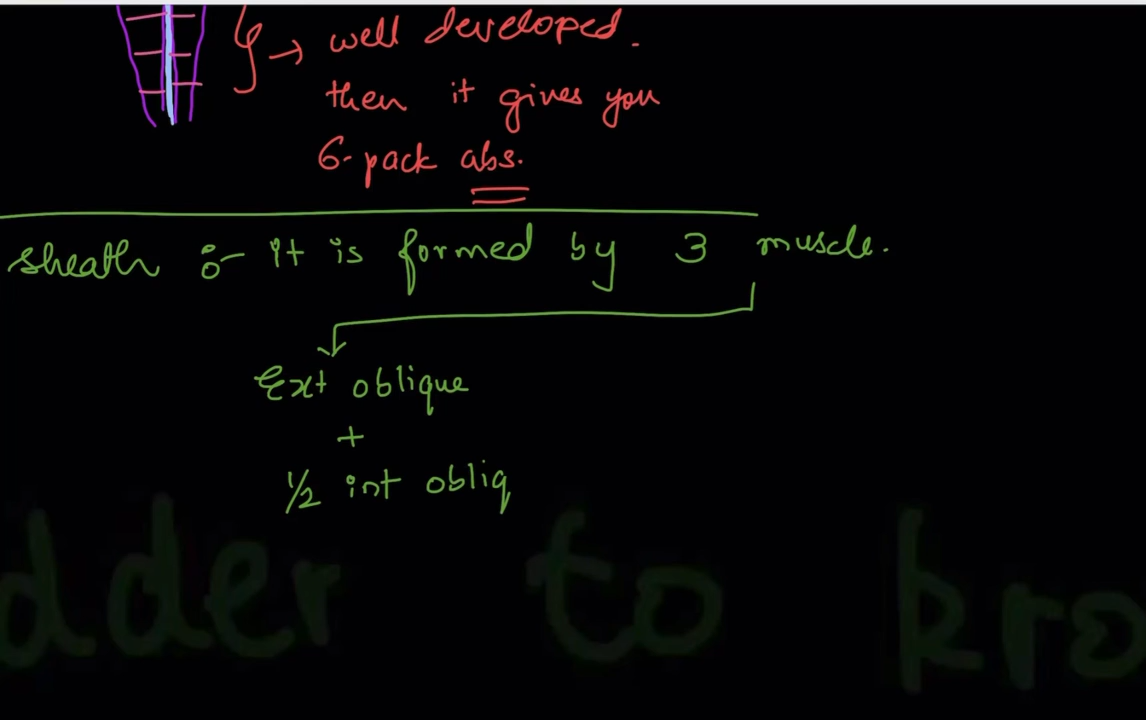 → well developed.
then it gives you
6-pack abs.
sheath :- it is formed by 3 muscle.
Ext oblique
+
1/2 int obliq
dder to kro